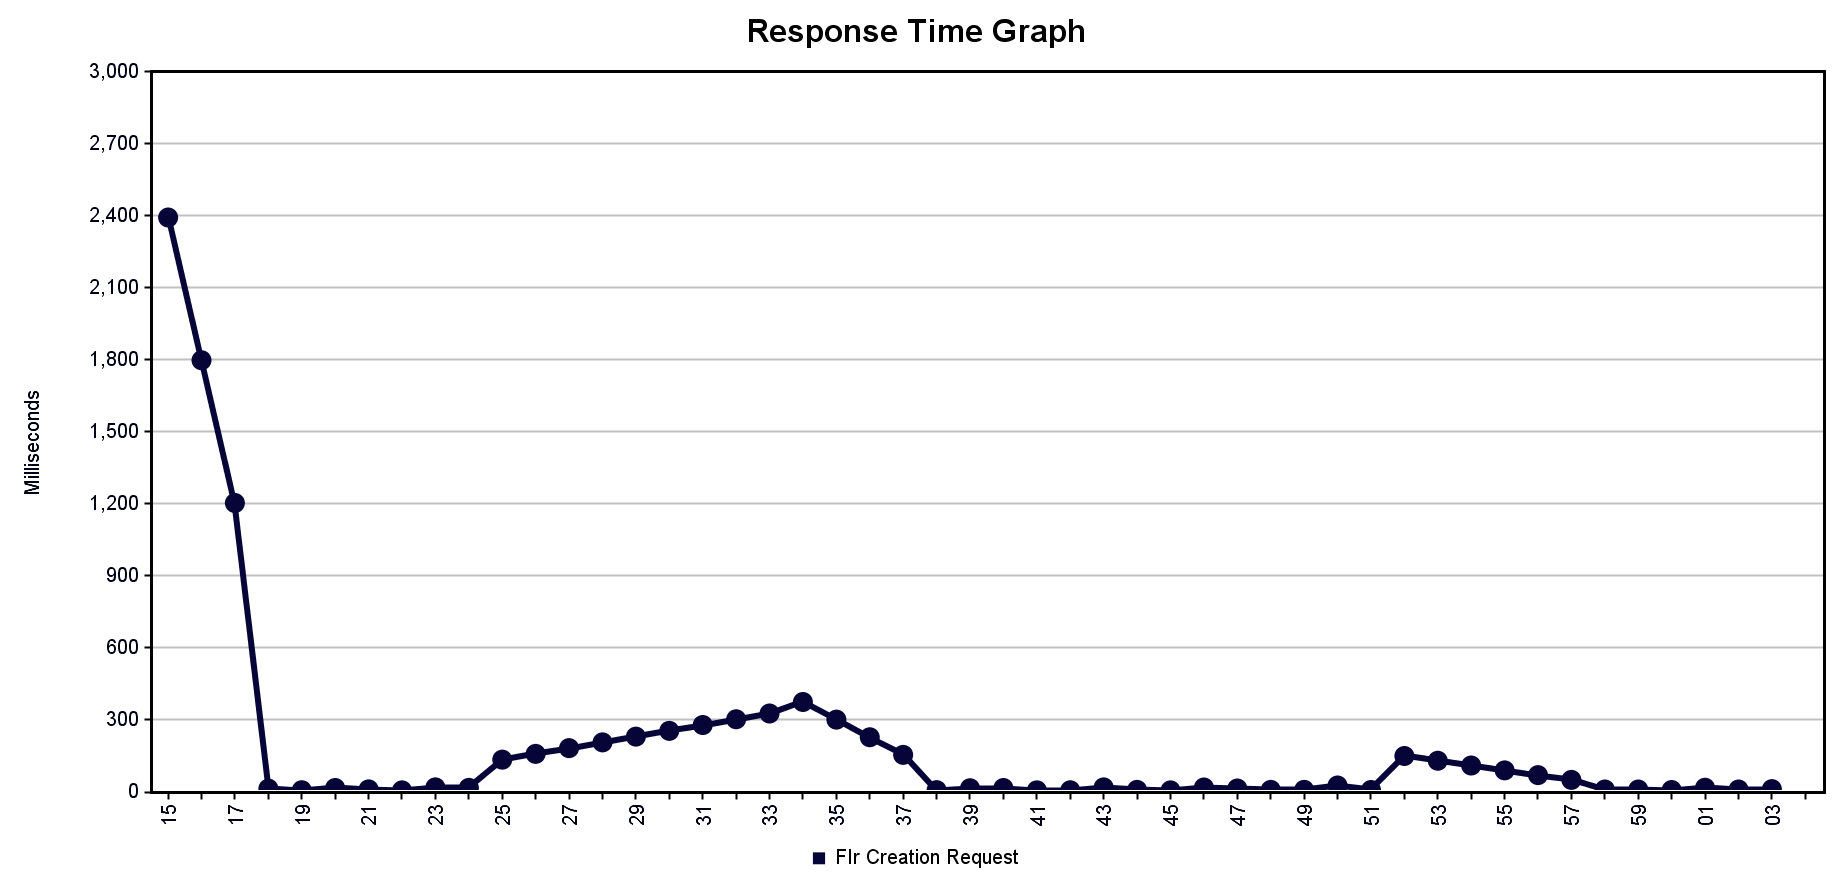 Response Time Graph
3,000
2,700
2,400
2,100
1,800
1,500
1,200
900
600
300
0
Milliseconds
15 17 19 21 23 25 27 29 31 33 35 37 39 41 43 45 47 49 51 53 55 57 59 01 03
FIr Creation Request